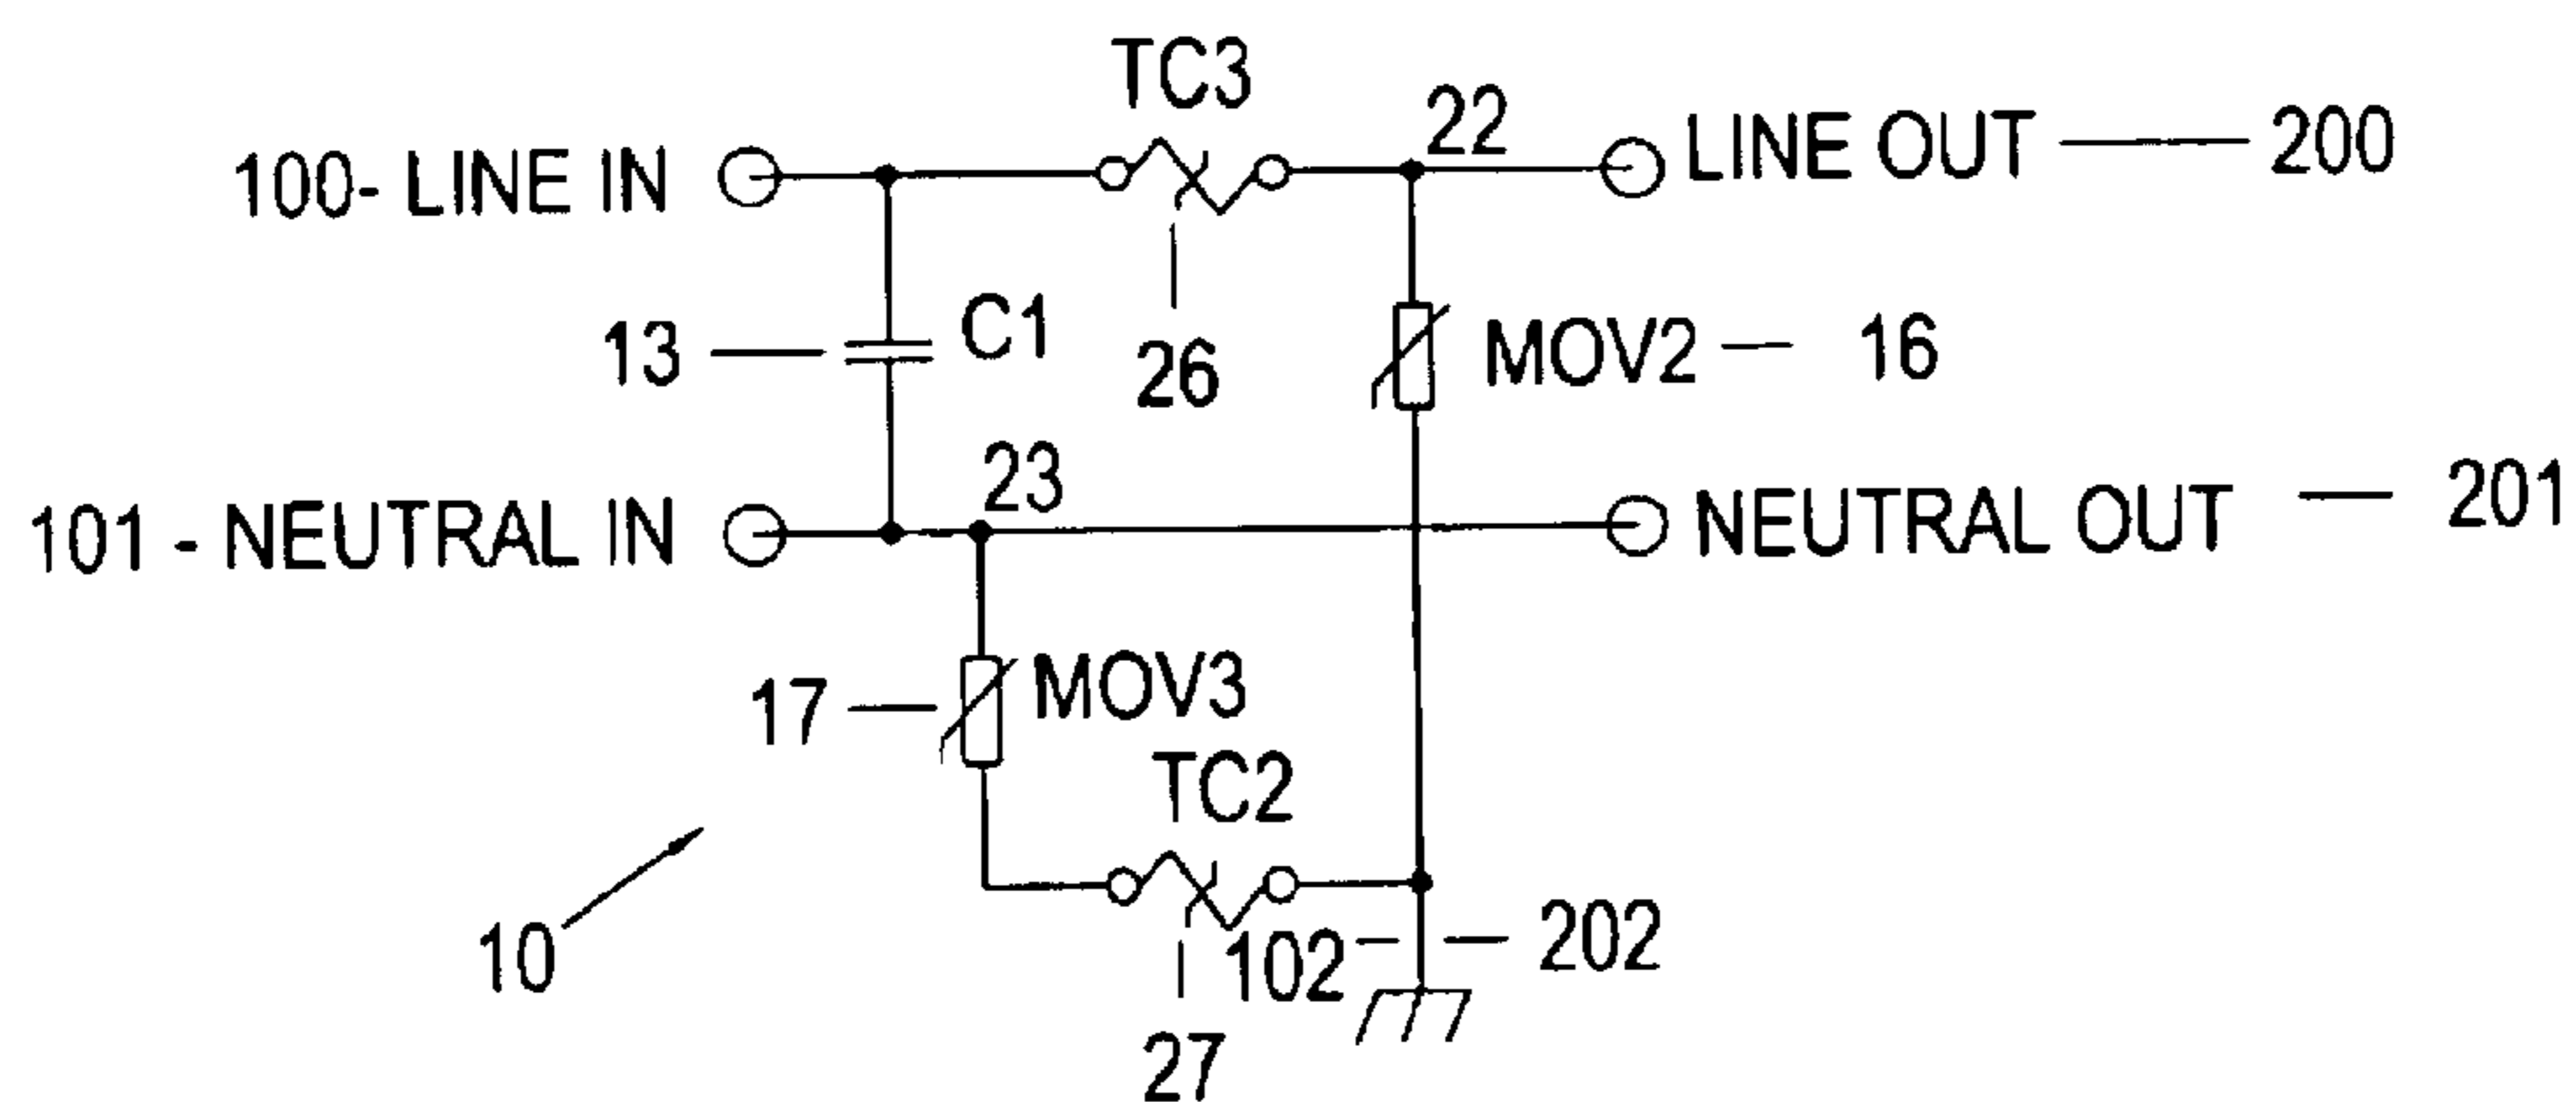 TC3
22
100- LINE IN
LINE OUT
200
13
C1
26
MOV2
16
23
101 - NEUTRAL IN
NEUTRAL OUT
201
17
MOV3
TC2
10
102
202
27